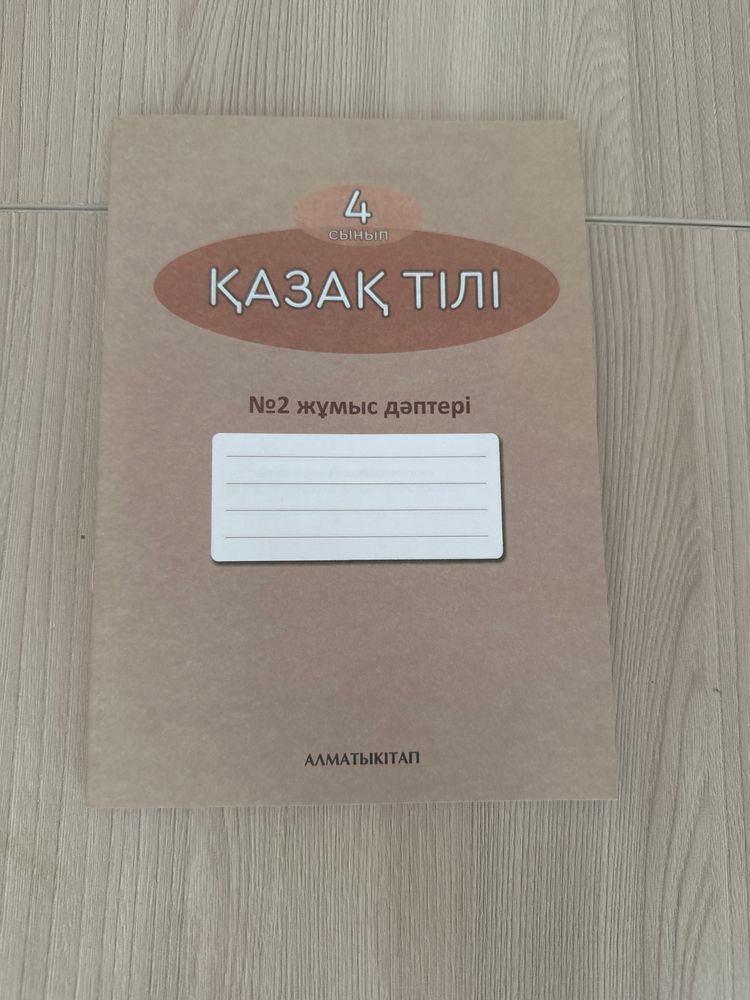 4
СЫНЫП
ҚАЗАҚ ТІЛІ
№2 жұмыс дәптері
АЛМАТЫКІТАП